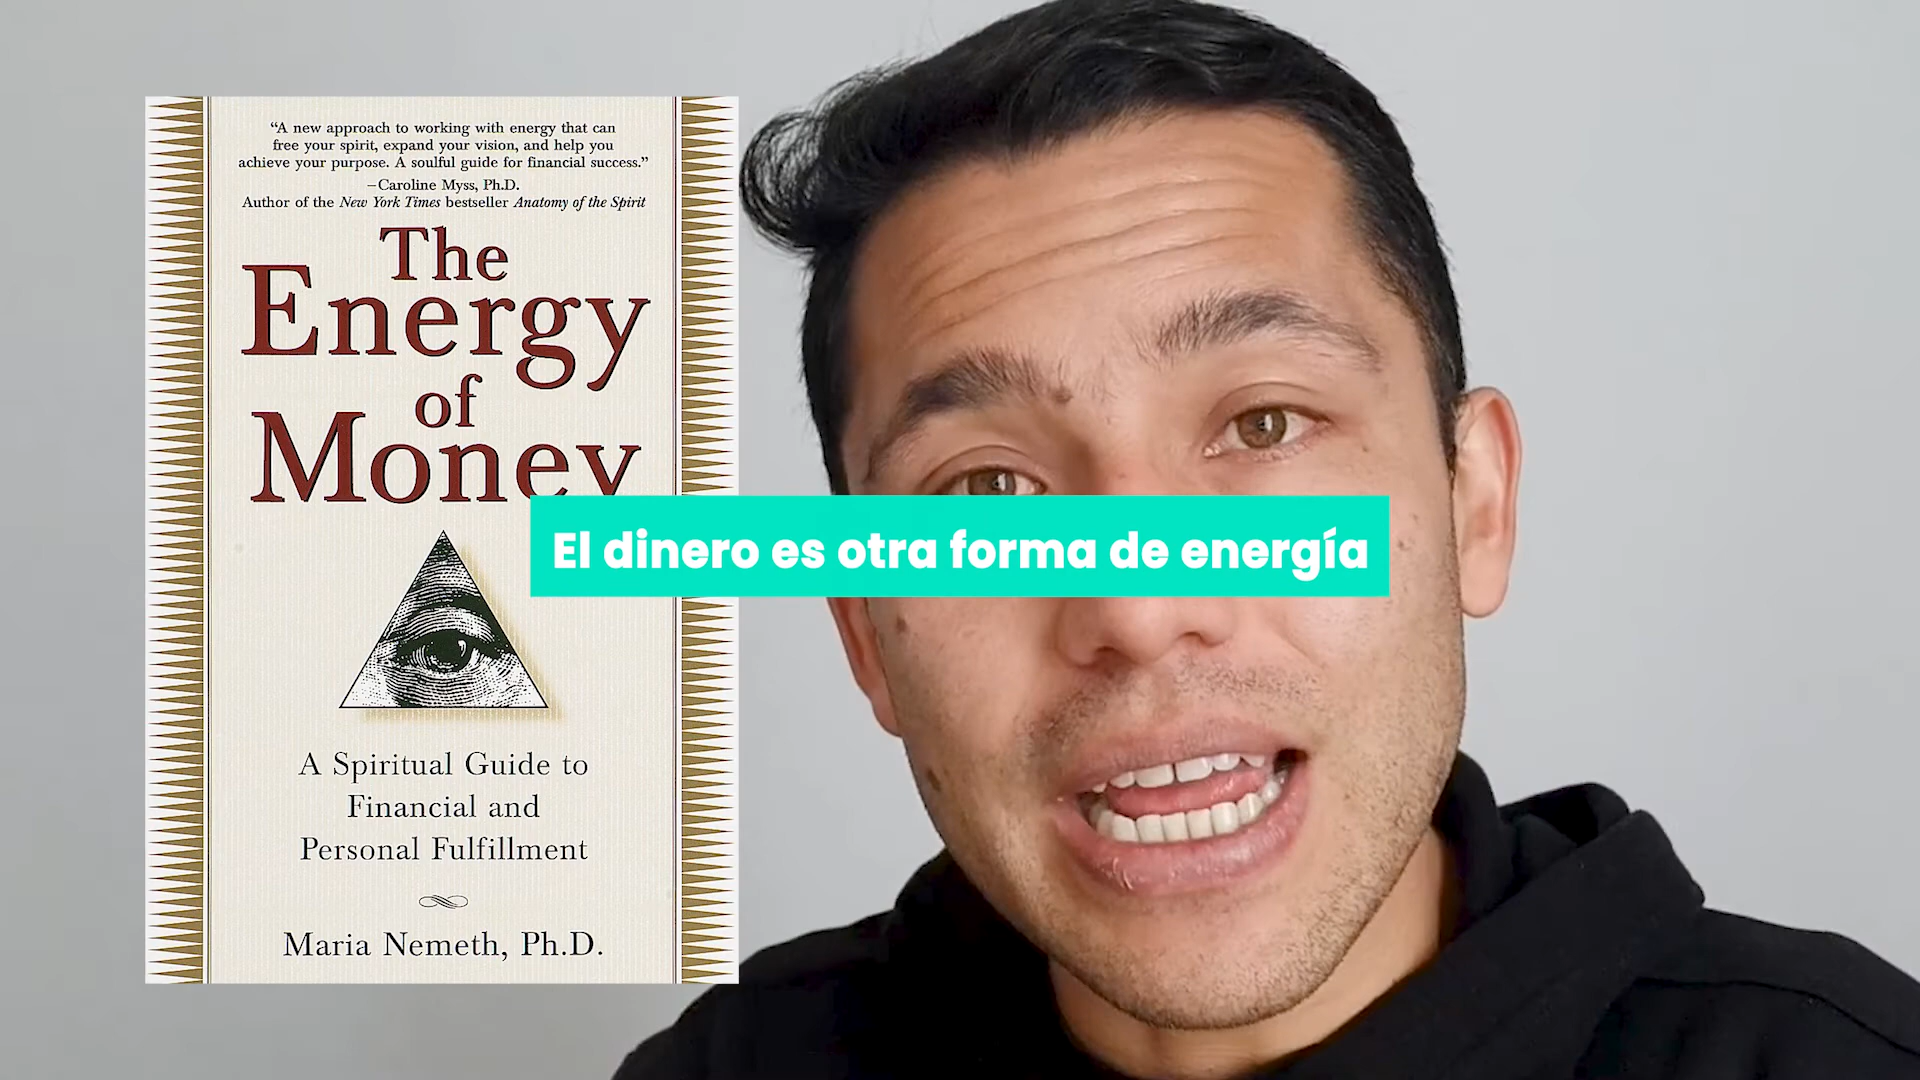 “A new approach to working with energy that can
free your spirit, expand your vision, and help you
achieve your purpose. A soulful guide for financial success.”
–Caroline Myss, Ph.D.
Author of the New York Times bestseller Anatomy of the Spirit
The
Energy
of
Money
El dinero es otra forma de energía
A Spiritual Guide to
Financial and
Personal Fulfillment
Maria Nemeth, Ph.D.